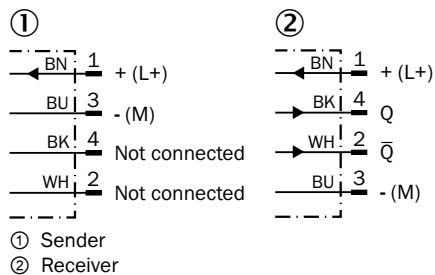 ①
BN 1 + (L+)
BU 3 - (M)
BK 4 Not connected
WH 2 Not connected
②
BN 1 + (L+)
BK 4 Q
WH 2 Q̅
BU 3 - (M)
① Sender
② Receiver